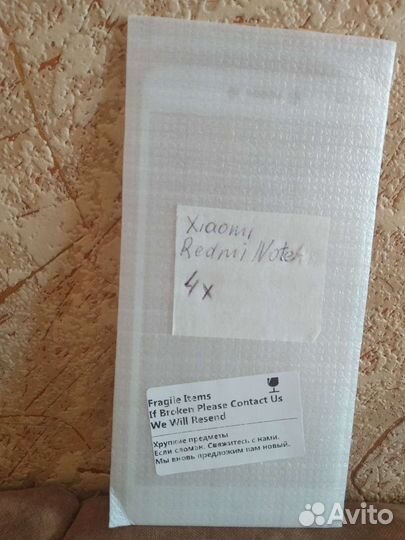 Xiaomi
Redmi Note
4x
Fragile Items
If Broken Please Contact Us
We Will Resend
Хрупкие предметы
Если сломан. Свяжитесь с нами.
Мы вновь предложим вам новый.
Avito